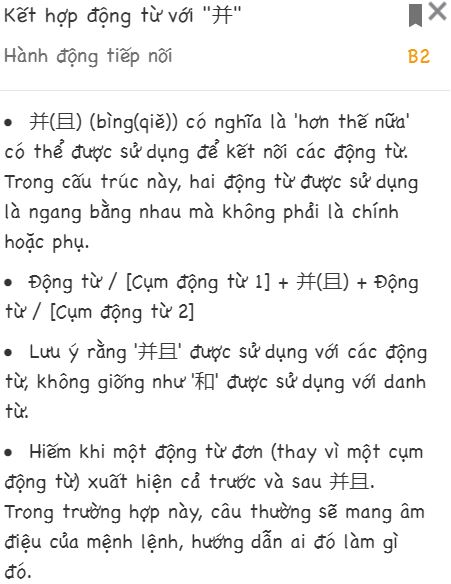 Kết hợp động từ với "并"
Hành động tiếp nối
B2
• 并(且) (bìng(qiě)) có nghĩa là 'hơn thế nữa'
có thể được sử dụng để kết nối các động từ.
Trong cấu trúc này, hai động từ được sử dụng
là ngang bằng nhau mà không phải là chính
hoặc phụ.
• Động từ / [Cụm động từ 1] + 并(且) + Động
từ / [Cụm động từ 2]
• Lưu ý rằng '并且' được sử dụng với các động
từ, không giống như '和' được sử dụng với danh
từ.
• Hiếm khi một động từ đơn (thay vì một cụm
động từ) xuất hiện cả trước và sau 并且.
Trong trường hợp này, câu thường sẽ mang âm
điệu của mệnh lệnh, hướng dẫn ai đó làm gì
đó.